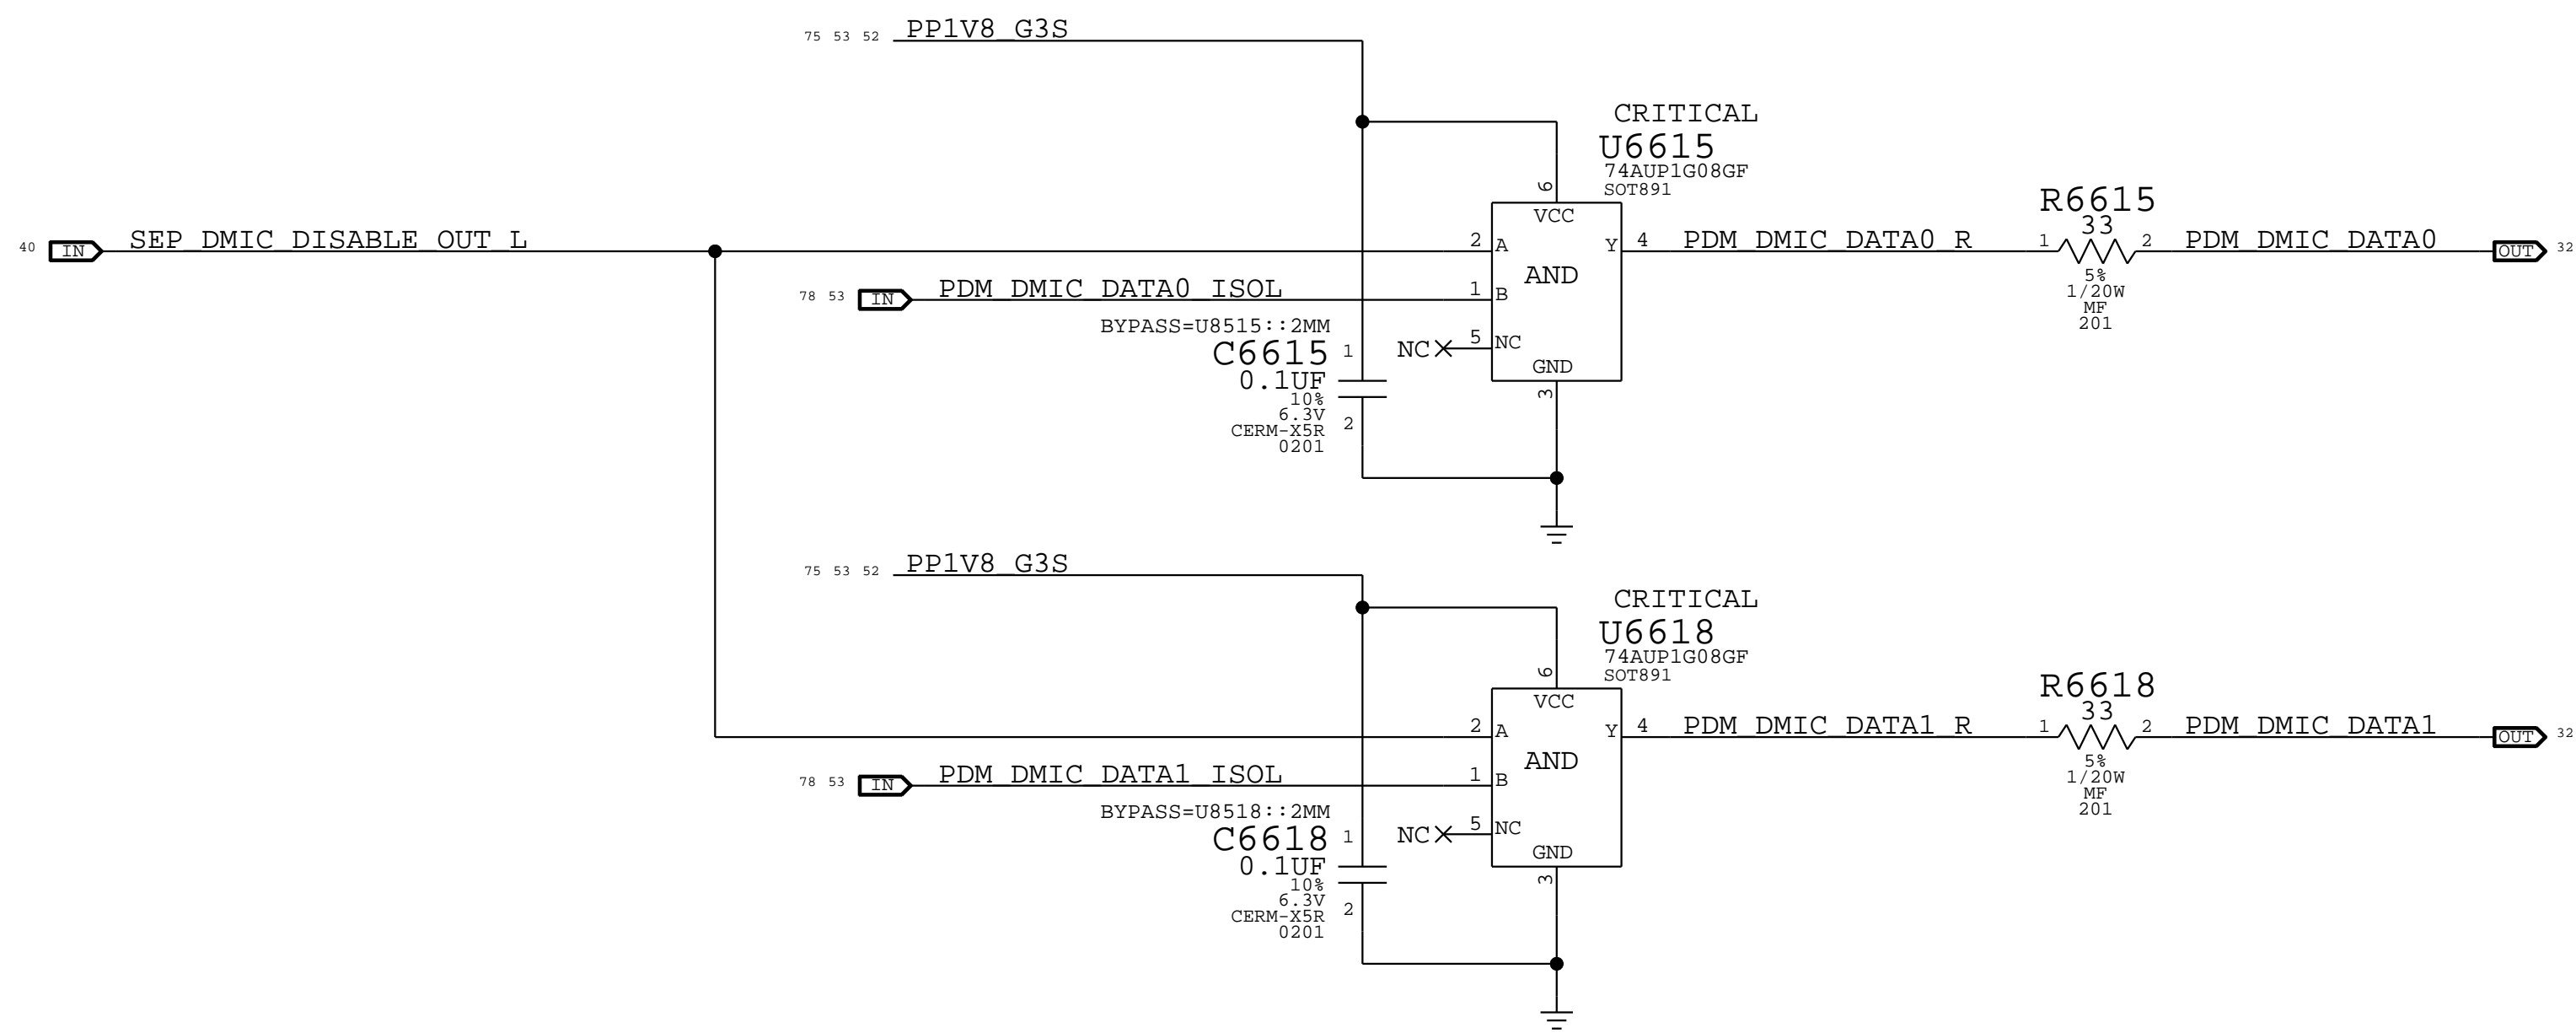 75 53 52 PP1V8_G3S
CRITICAL
U6615
74AUP1G08GF
SOT891
6
VCC
40 IN SEP_DMIC_DISABLE_OUT_L
2 A
Y 4 PDM_DMIC_DATA0_R
R6615
33
1 2
5%
1/20W
MF
201
PDM_DMIC_DATA0 OUT 32
AND
78 53 IN PDM_DMIC_DATA0_ISOL
1 B
BYPASS=U8515::2MM
C6615 1
0.1UF
10%
6.3V
CERM-X5R 2
0201
NC 5 NC
GND
3
75 53 52 PP1V8_G3S
CRITICAL
U6618
74AUP1G08GF
SOT891
6
VCC
2 A
Y 4 PDM_DMIC_DATA1_R
R6618
33
1 2
5%
1/20W
MF
201
PDM_DMIC_DATA1 OUT 32
AND
78 53 IN PDM_DMIC_DATA1_ISOL
1 B
BYPASS=U8518::2MM
C6618 1
0.1UF
10%
6.3V
CERM-X5R 2
0201
NC 5 NC
GND
3